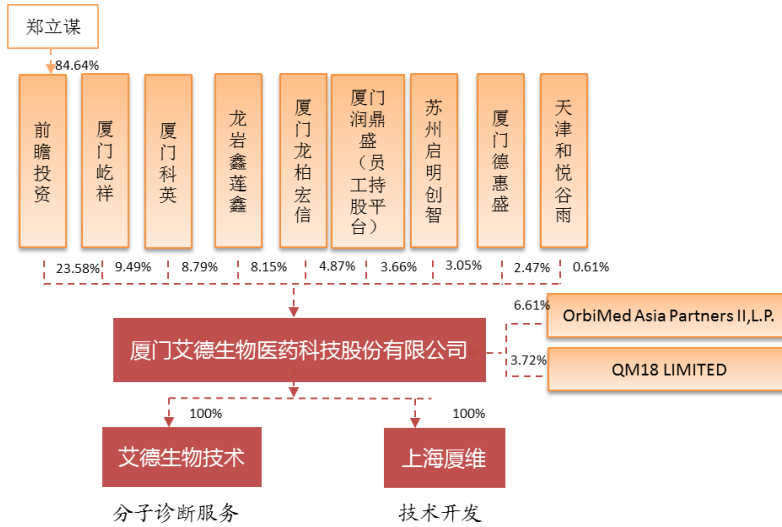 郑立谋
84.64%
前瞻投资
厦门屹祥
厦门科英
龙岩鑫莲鑫
厦门龙柏宏信
厦门润鼎盛（员工持股平台）
苏州启明创智
厦门德惠盛
天津和悦谷雨
23.58%
9.49%
8.79%
8.15%
4.87%
3.66%
3.05%
2.47%
0.61%
厦门艾德生物医药科技股份有限公司
6.61%
OrbiMed Asia Partners II,L.P.
3.72%
QM18 LIMITED
100%
100%
艾德生物技术
上海厦维
分子诊断服务
技术开发